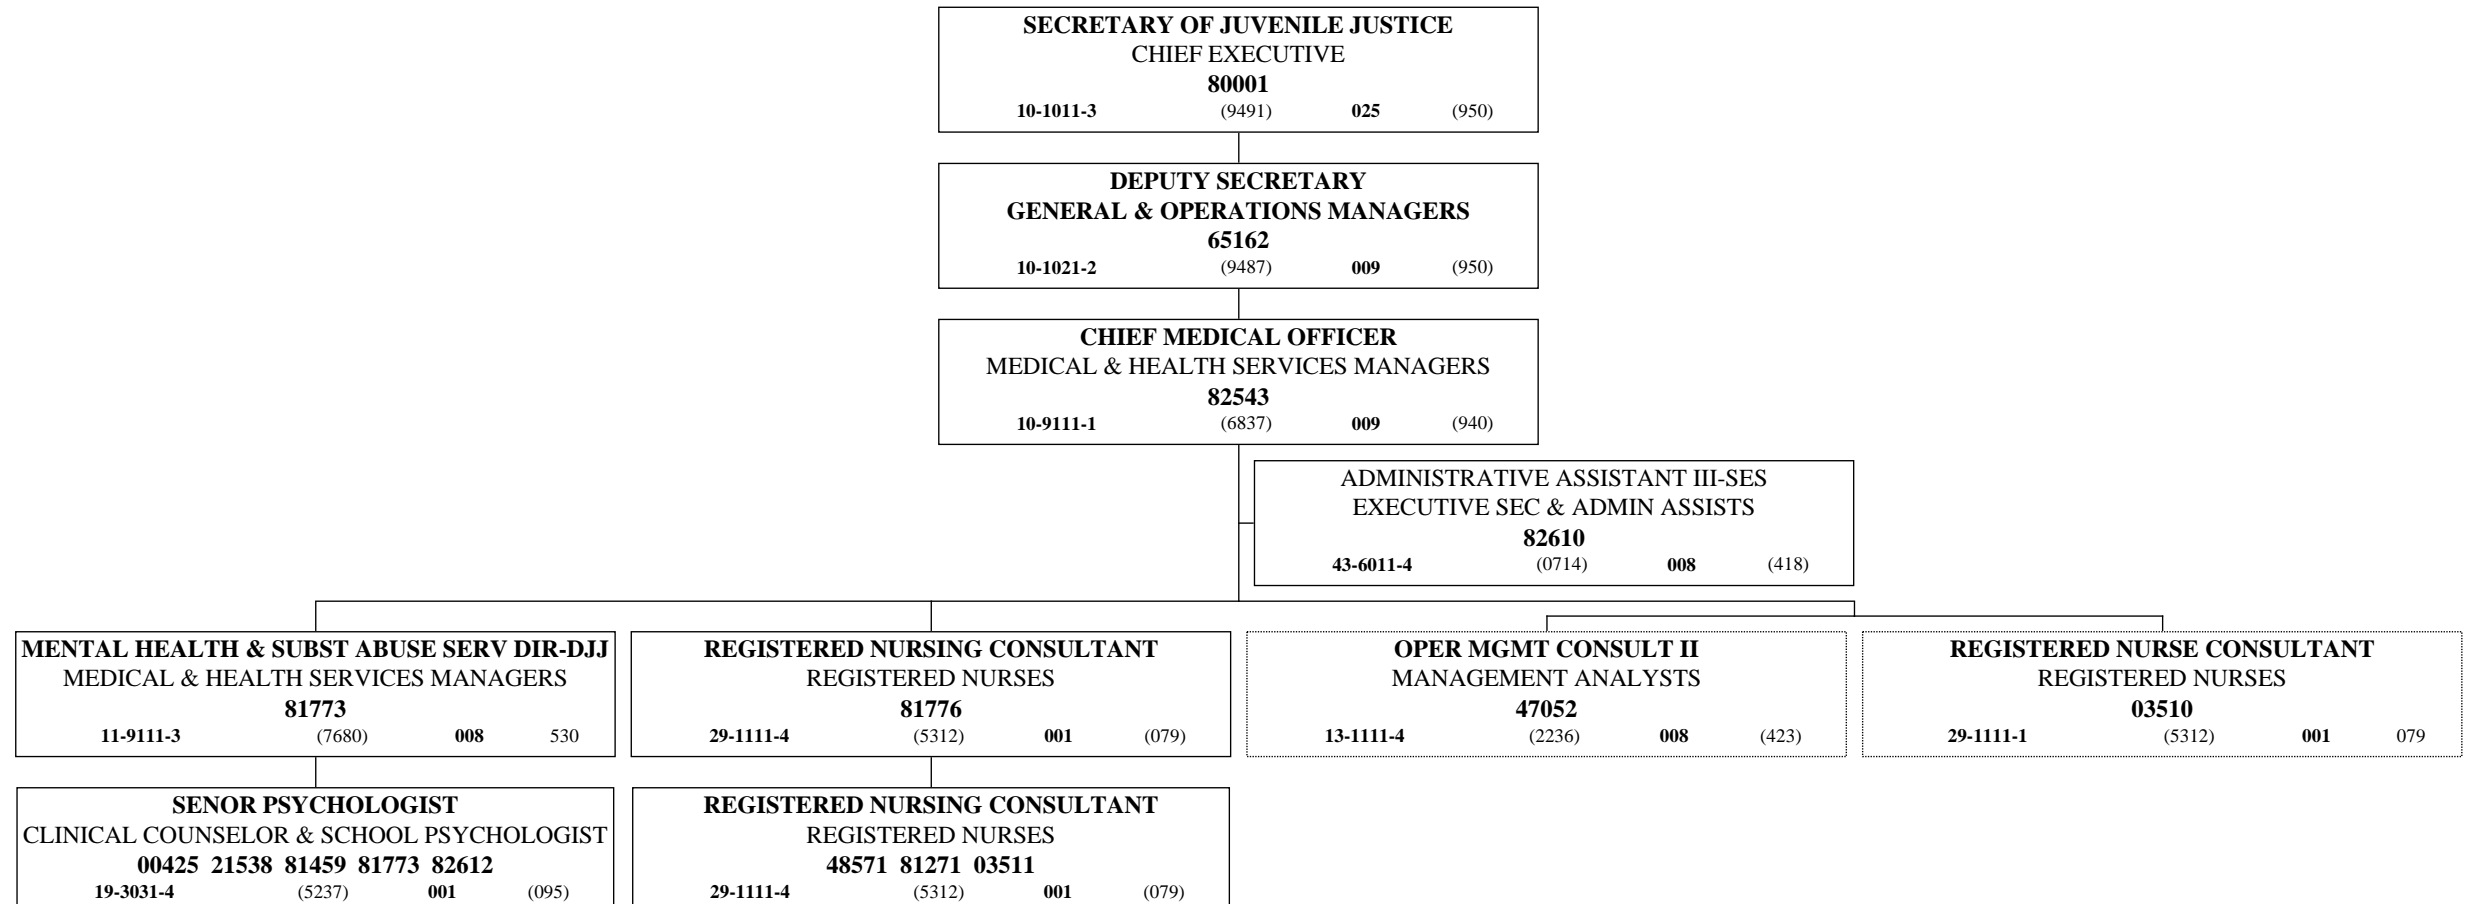 SECRETARY OF JUVENILE JUSTICE
CHIEF EXECUTIVE
80001
10-1011-3 (9491) 025 (950)
DEPUTY SECRETARY
GENERAL & OPERATIONS MANAGERS
65162
10-1021-2 (9487) 009 (950)
CHIEF MEDICAL OFFICER
MEDICAL & HEALTH SERVICES MANAGERS
82543
10-9111-1 (6837) 009 (940)
ADMINISTRATIVE ASSISTANT III-SES
EXECUTIVE SEC & ADMIN ASSISTS
82610
43-6011-4 (0714) 008 (418)
MENTAL HEALTH & SUBST ABUSE SERV DIR-DJJ
MEDICAL & HEALTH SERVICES MANAGERS
81773
11-9111-3 (7680) 008 530
REGISTERED NURSING CONSULTANT
REGISTERED NURSES
81776
29-1111-4 (5312) 001 (079)
OPER MGMT CONSULT II
MANAGEMENT ANALYSTS
47052
13-1111-4 (2236) 008 (423)
REGISTERED NURSE CONSULTANT
REGISTERED NURSES
03510
29-1111-1 (5312) 001 079
SENOR PSYCHOLOGIST
CLINICAL COUNSELOR & SCHOOL PSYCHOLOGIST
00425 21538 81459 81773 82612
19-3031-4 (5237) 001 (095)
REGISTERED NURSING CONSULTANT
REGISTERED NURSES
48571 81271 03511
29-1111-4 (5312) 001 (079)